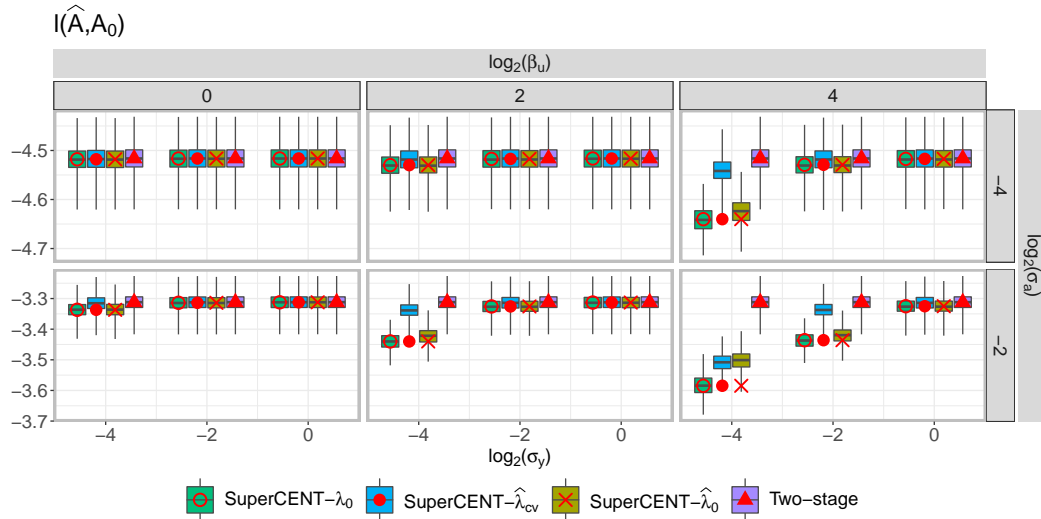 l(Â,A₀)
log₂(βᵤ)
0 2 4
−4.5
−4.6
−4.7
−4
−3.3
−3.4
−3.5
−3.6
−3.7
−2
log₂(σₐ)
−4 −2 0 −4 −2 0 −4 −2 0
log₂(σᵧ)
SuperCENT−λ₀ SuperCENT−λ̂cv SuperCENT−λ̂₀ Two−stage